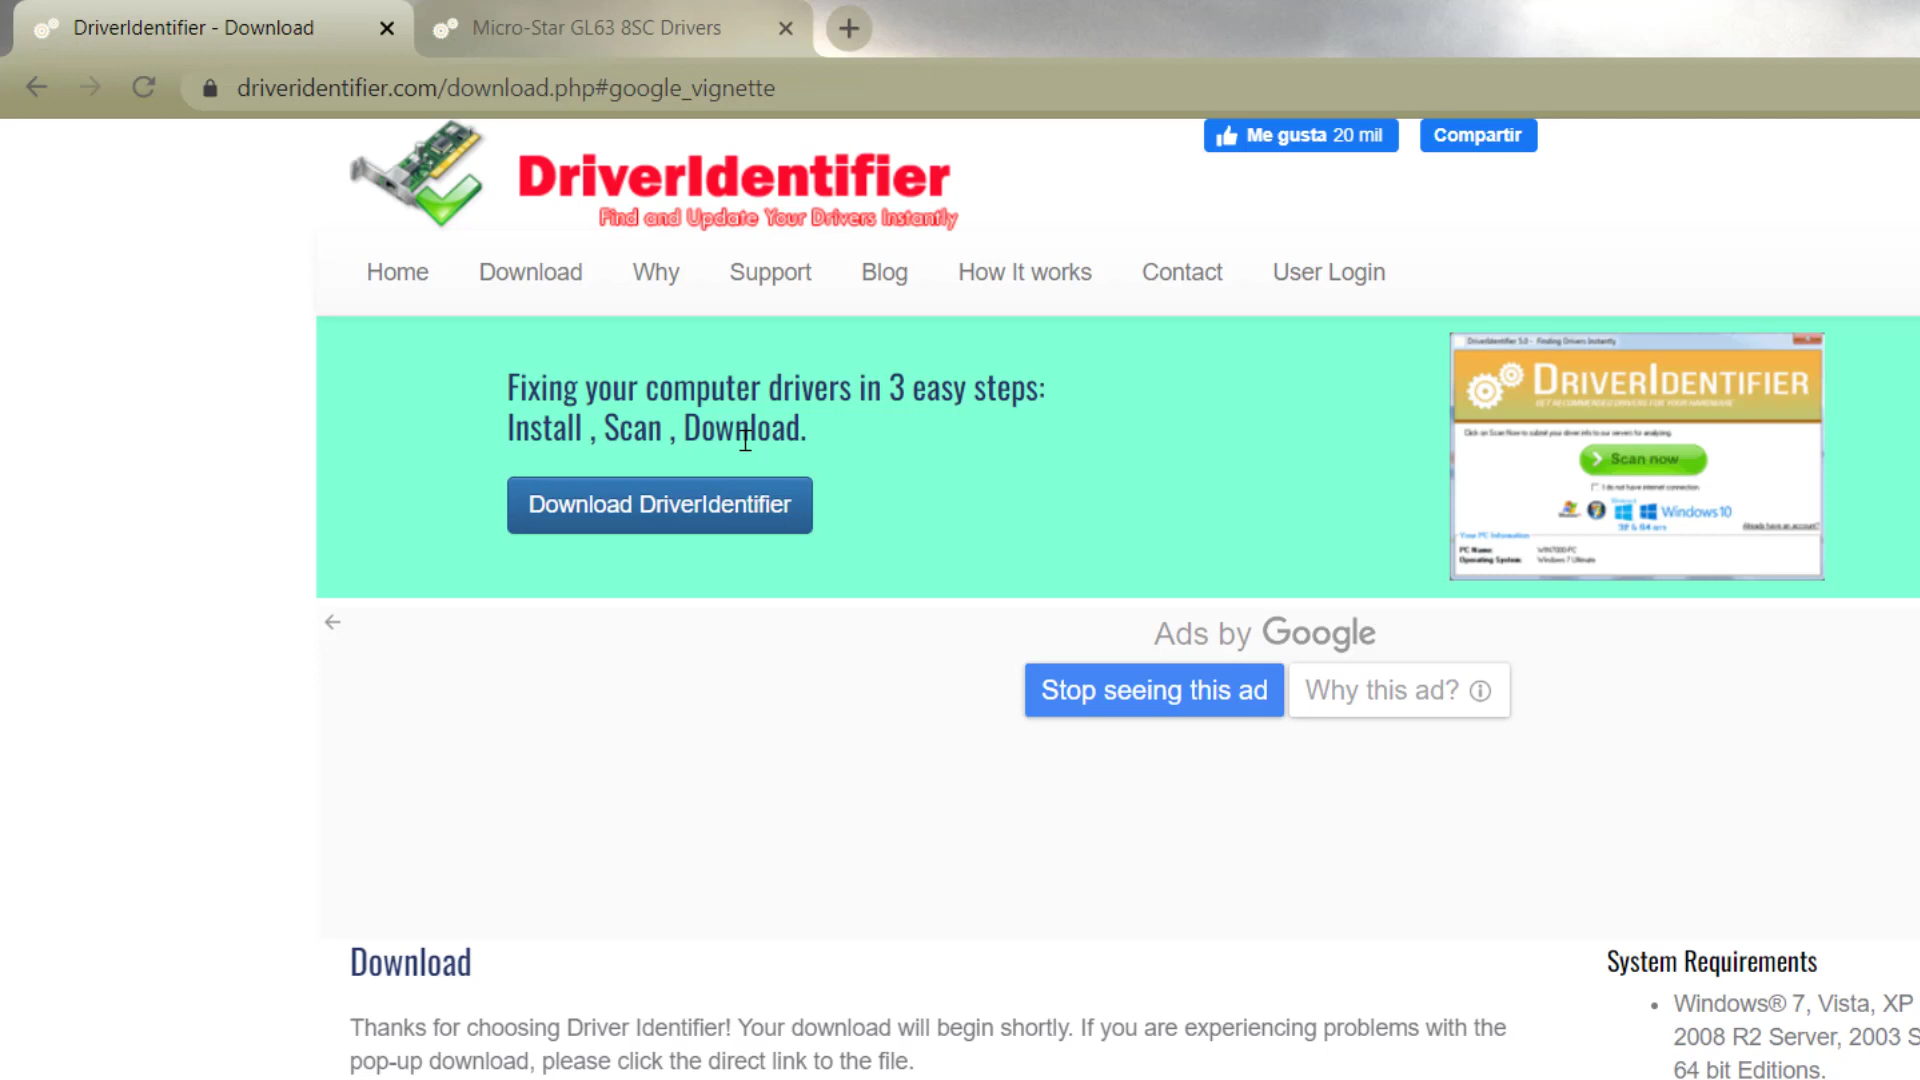 DriverIdentifier - Download
Micro-Star GL63 8SC Drivers
driveridentifier.com/download.php#google_vignette
Me gusta 20 mil
Compartir
DriverIdentifier
Find and Update Your Drivers Instantly
Home Download Why Support Blog How It works Contact User Login
Fixing your computer drivers in 3 easy steps:
Install , Scan , Download.
Download DriverIdentifier
DriverIdentifier 5.0 - Finding Drivers Instantly
DRIVERIDENTIFIER
GET RECOMMENDED DRIVERS FOR YOUR HARDWARE
Click on Scan Now to submit your driver info to our servers for analyzing.
Scan now
I do not have internet connection.
Windows10
32 & 64 
Already have an account?
Your PC Information
PC Name: WIN7000-PC
Operating System: Windows 7 Ultimate
Ads by Google
Stop seeing this ad
Why this ad?
Download
Thanks for choosing Driver Identifier! Your download will begin shortly. If you are experiencing problems with the
pop-up download, please click the direct link to the file.
System Requirements
• Windows® 7, Vista, XP
2008 R2 Server, 2003 S
64 bit Editions.